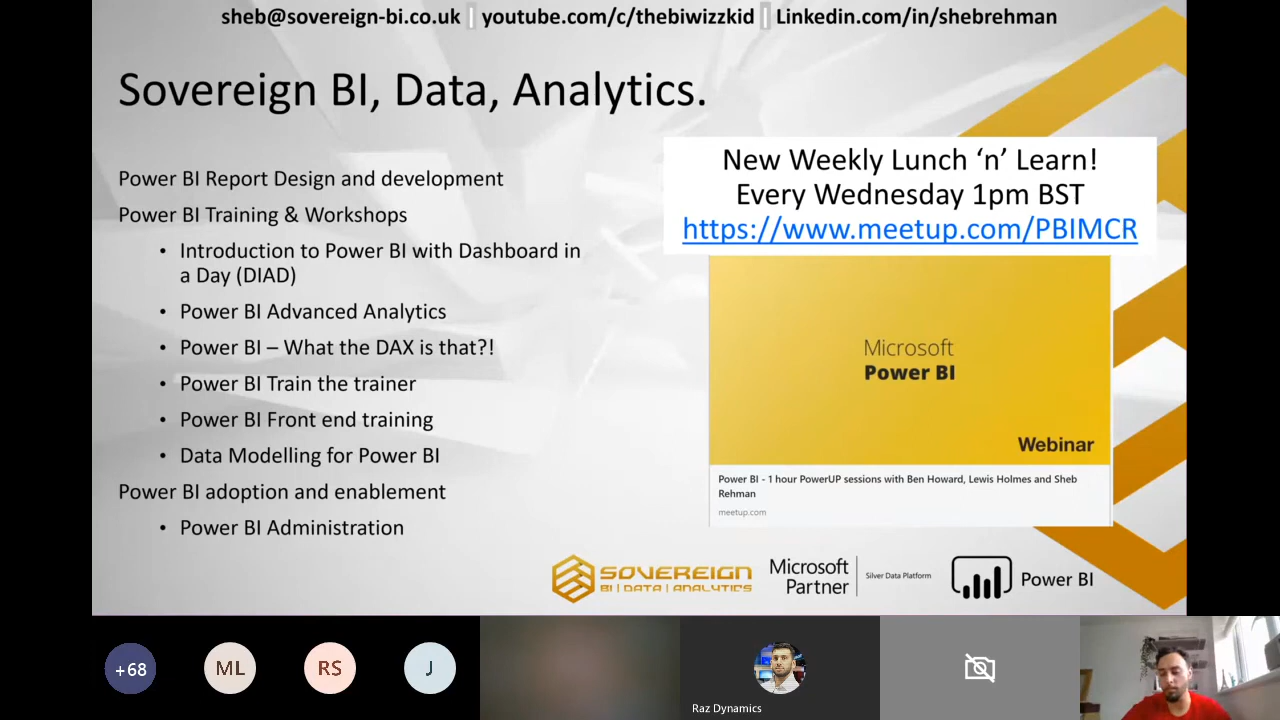 sheb@sovereign-bi.co.uk | youtube.com/c/thebiwizzkid | Linkedin.com/in/shebrehman
Sovereign BI, Data, Analytics.
Power BI Report Design and development
Power BI Training & Workshops
• Introduction to Power BI with Dashboard in
a Day (DIAD)
• Power BI Advanced Analytics
• Power BI – What the DAX is that?!
• Power BI Train the trainer
• Power BI Front end training
• Data Modelling for Power BI
Power BI adoption and enablement
• Power BI Administration
New Weekly Lunch ‘n’ Learn!
Every Wednesday 1pm BST
https://www.meetup.com/PBIMCR
Microsoft
Power BI
Webinar
Power BI - 1 hour PowerUP sessions with Ben Howard, Lewis Holmes and Sheb
Rehman
meetup.com
SOVEREIGN
BI | DATA | ANALYTICS
Microsoft
Partner
Silver Data Platform
Power BI
+68
ML
RS
J
Raz Dynamics